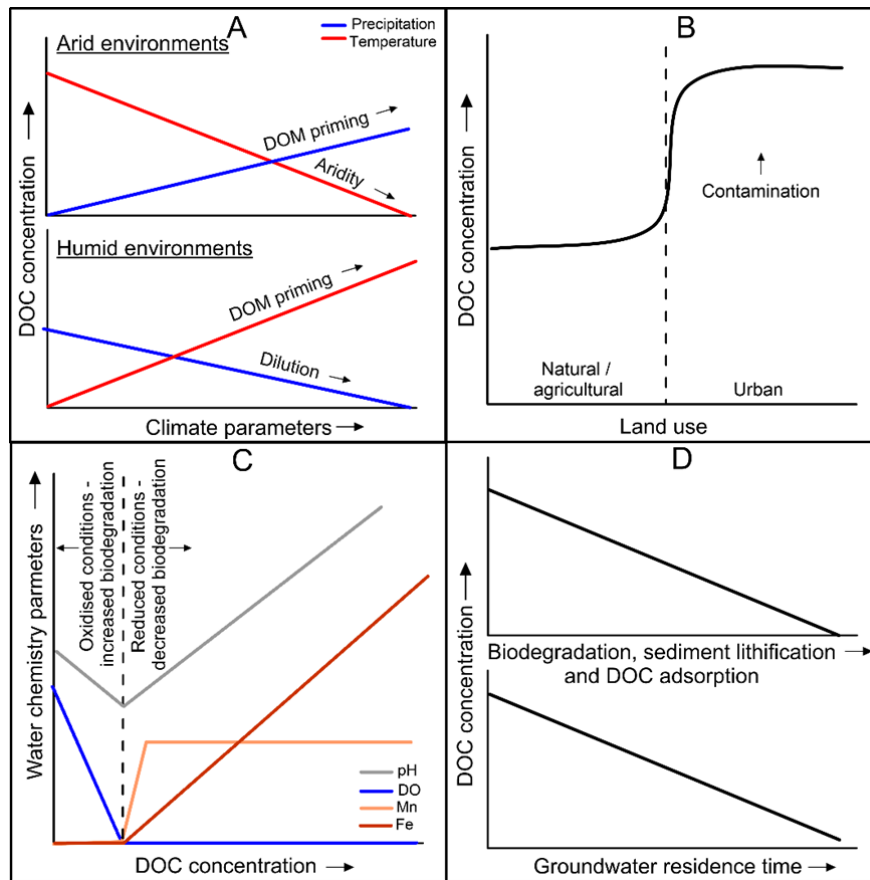 A
Precipitation
Temperature
Arid environments
DOM priming →
Aridity →
Humid environments
DOM priming →
Dilution →
DOC concentration →
Climate parameters →
B
DOC concentration →
↑
Contamination
Natural /
agricultural
Urban
Land use
C
Water chemistry parmeters →
Oxidised conditions -
increased biodegradation
Reduced conditions -
decreased biodegradation
pH
DO
Mn
Fe
DOC concentration →
D
DOC concentration →
Biodegradation, sediment lithification →
and DOC adsorption
Groundwater residence time →